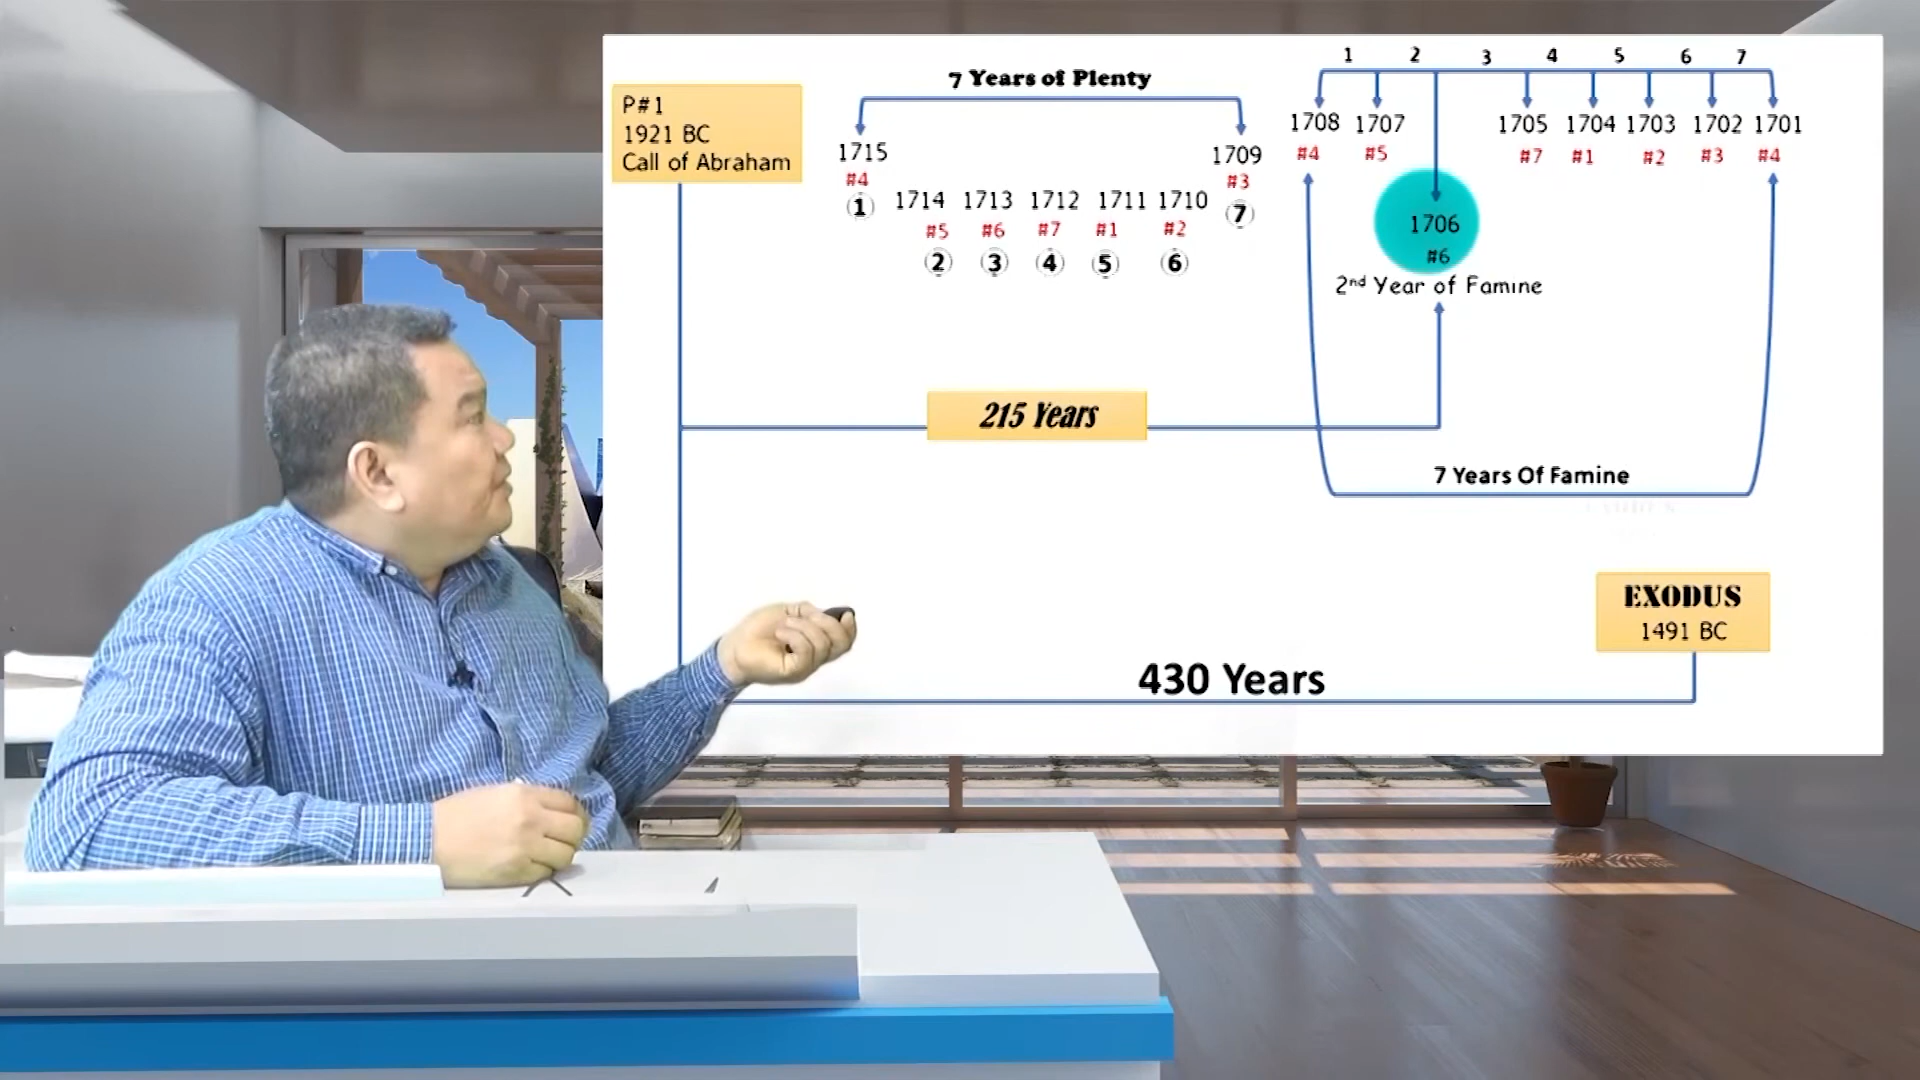 P#1
1921 BC
Call of Abraham
7 Years of Plenty
1715
#4
1
1714 1713 1712 1711 1710
#5 #6 #7 #1 #2
2 3 4 5 6
1709
#3
7
1 2 3 4 5 6 7
1708 1707 1705 1704 1703 1702 1701
#4 #5 #7 #1 #2 #3 #4
1706
#6
2nd Year of Famine
215 Years
7 Years Of Famine
EXODUS
1491 BC
430 Years